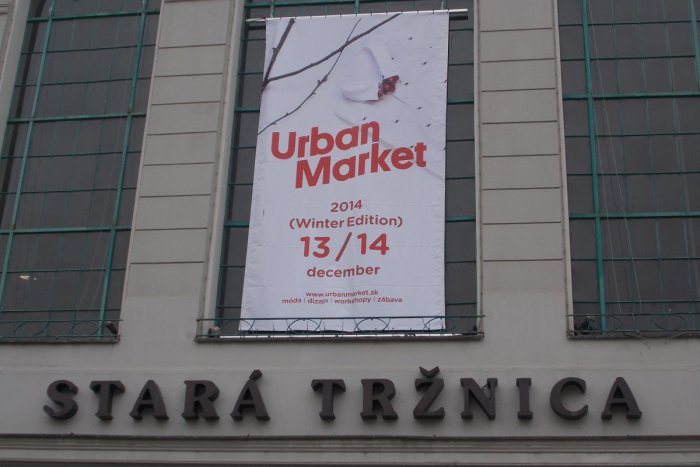 Urban
Market
2014
(Winter Edition)
13/14
december
www.urbanmarket.sk
móda | dizajn | workshopy | zábava
STARÁ TRŽNICA